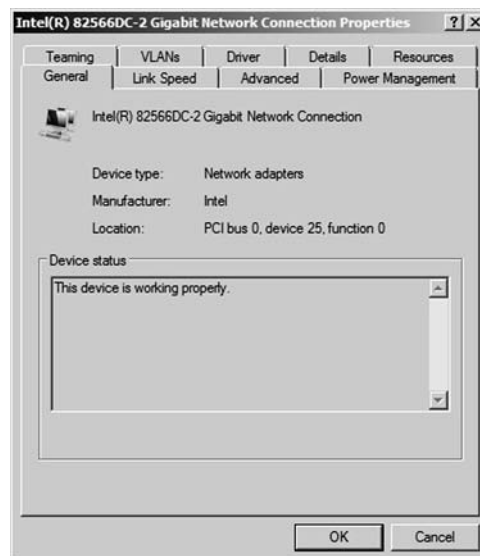 Intel(R) 82566DC-2 Gigabit Network Connection Properties ? X
Teaming VLANs Driver Details Resources
General Link Speed Advanced Power Management
Intel(R) 82566DC-2 Gigabit Network Connection
Device type: Network adapters
Manufacturer: Intel
Location: PCI bus 0, device 25, function 0
Device status
This device is working properly.
OK Cancel